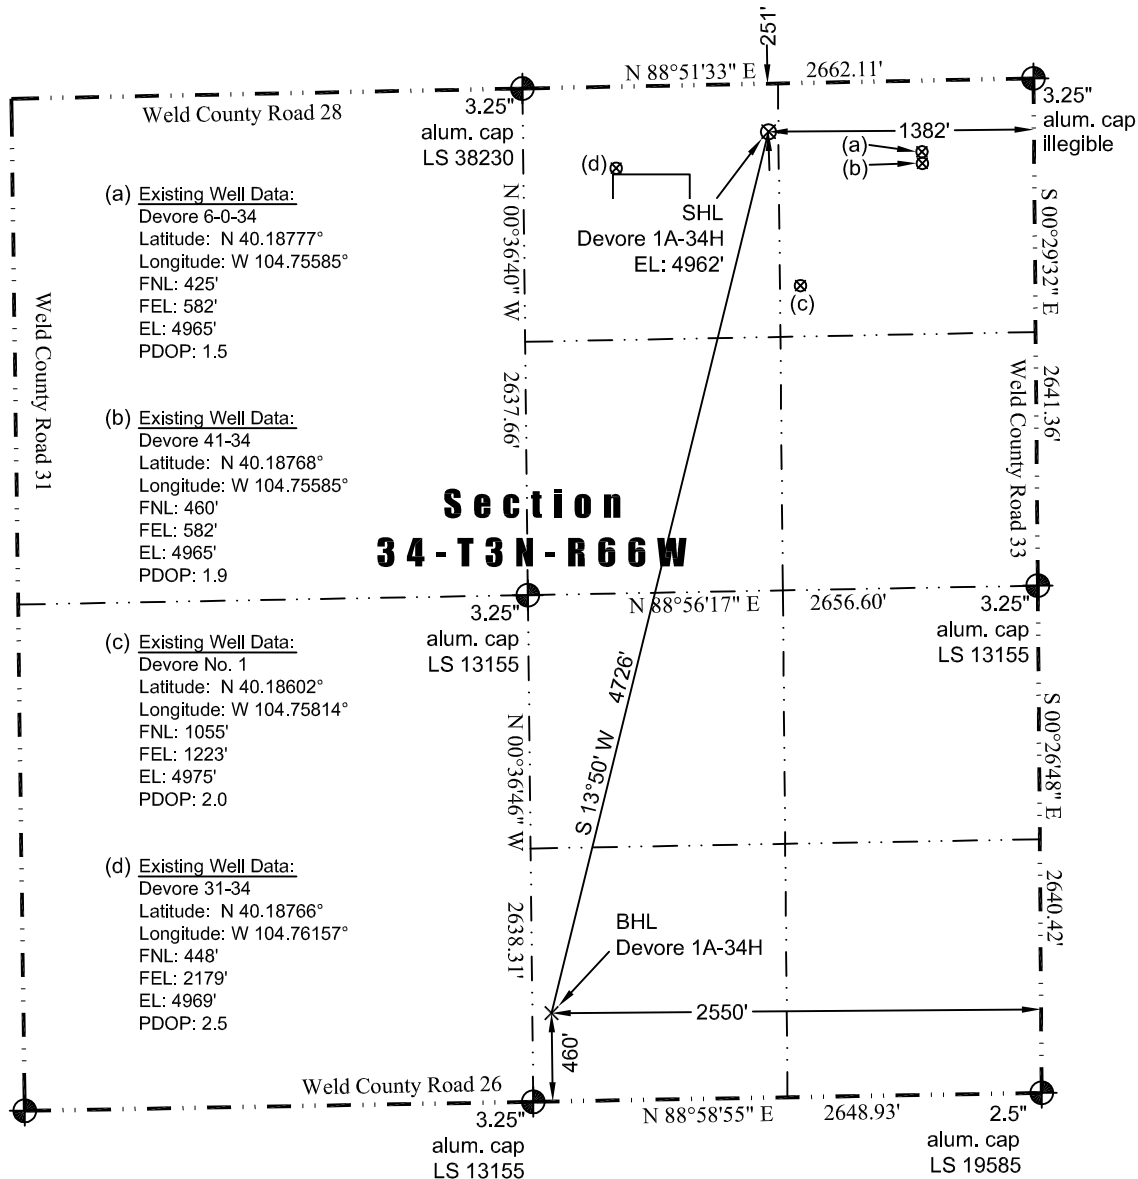 251'
N 88°51'33" E 2662.11'
Weld County Road 28
3.25"
alum. cap
LS 38230
3.25"
alum. cap
illegible
1382'
(a)
(b)
(d)
SHL
Devore 1A-34H
EL: 4962'
(c)
(a) Existing Well Data:
Devore 6-0-34
Latitude: N 40.18777°
Longitude: W 104.75585°
FNL: 425'
FEL: 582'
EL: 4965'
PDOP: 1.5
N 00°36'40" W
2637.66'
S 00°29'32" E
2641.36'
Weld County Road 31
Weld County Road 33
(b) Existing Well Data:
Devore 41-34
Latitude: N 40.18768°
Longitude: W 104.75585°
FNL: 460'
FEL: 582'
EL: 4965'
PDOP: 1.9
Section
34-T3N-R66W
3.25"
alum. cap
LS 13155
N 88°56'17" E 2656.60'
3.25"
alum. cap
LS 13155
(c) Existing Well Data:
Devore No. 1
Latitude: N 40.18602°
Longitude: W 104.75814°
FNL: 1055'
FEL: 1223'
EL: 4975'
PDOP: 2.0
S 13°50' W 4726'
N 00°36'46" W
2638.31'
S 00°26'48" E
2640.42'
(d) Existing Well Data:
Devore 31-34
Latitude: N 40.18766°
Longitude: W 104.76157°
FNL: 448'
FEL: 2179'
EL: 4969'
PDOP: 2.5
BHL
Devore 1A-34H
2550'
460'
Weld County Road 26
3.25"
alum. cap
LS 13155
N 88°58'55" E 2648.93'
2.5"
alum. cap
LS 19585